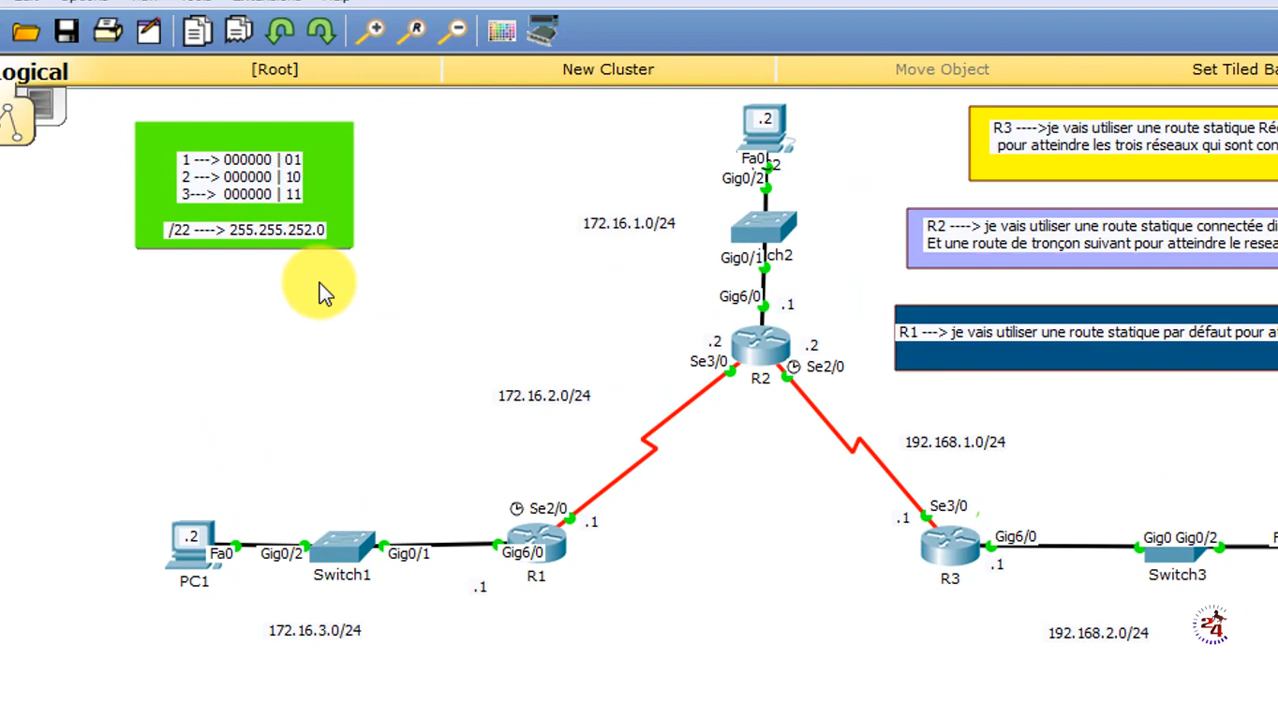 Logical
[Root]
New Cluster
Move Object
Set Tiled Ba
1 ---> 000000 | 01
2 ---> 000000 | 10
3---> 000000 | 11
/22 ----> 255.255.252.0
.2
Fa0
Gig0/2
172.16.1.0/24
Gig0/1
ch2
Gig6/0
.1
.2
.2
Se3/0
Se2/0
R2
R3 ---->je vais utiliser une route statique Ré
pour atteindre les trois réseaux qui sont con
R2 ----> je vais utiliser une route statique connectée di
Et une route de tronçon suivant pour atteindre le resea
R1 ---> je vais utiliser une route statique par défaut pour a
172.16.2.0/24
192.168.1.0/24
Se2/0
.1
.2
Fa0
Gig0/2
Gig0/1
Gig6/0
PC1
Switch1
R1
.1
172.16.3.0/24
Se3/0
.1
Gig6/0
.1
R3
Gig0
Gig0/2
Switch3
192.168.2.0/24
24